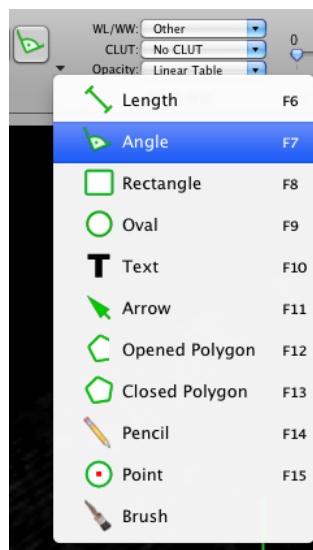 WL/WW: Other
0
CLUT: No CLUT
Opacity: Linear Table
Length F6
Angle F7
Rectangle F8
Oval F9
T Text F10
Arrow F11
Opened Polygon F12
Closed Polygon F13
Pencil F14
Point F15
Brush